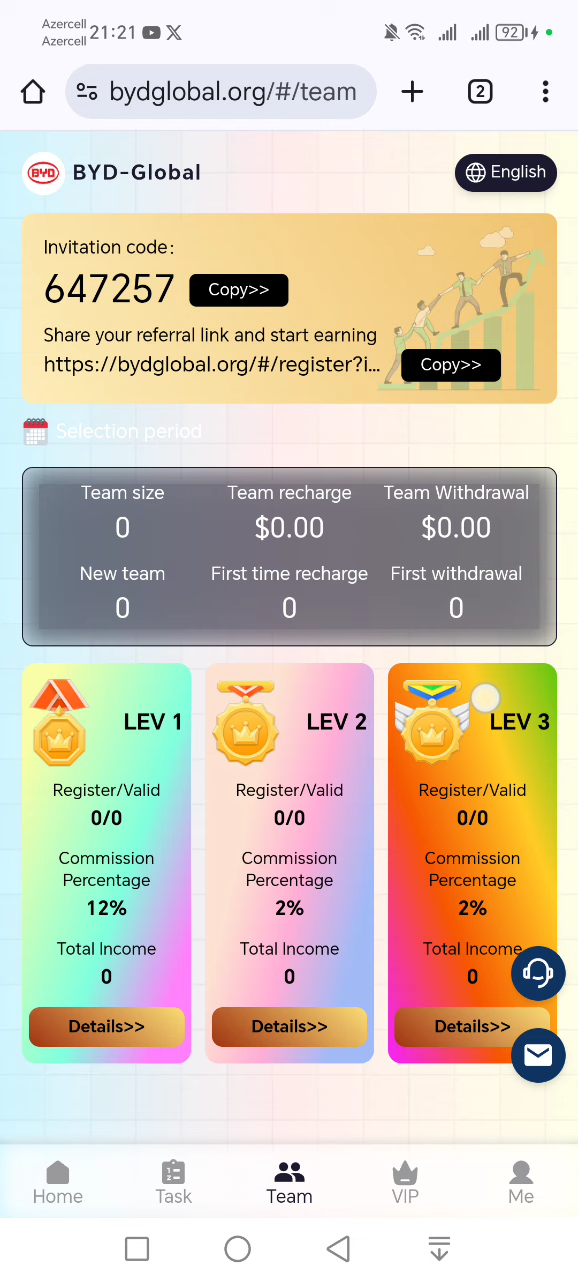 Azercell
Azercell 21:21 92
bydglobal.org/#/team 2
BYD BYD-Global English
Invitation code:
647257 Copy>>
Share your referral link and start earning
https://bydglobal.org/#/register?i... Copy>>
Selection period
Team size Team recharge Team Withdrawal
0 $0.00 $0.00
New team First time recharge First withdrawal
0 0 0
LEV 1 LEV 2 LEV 3
Register/Valid Register/Valid Register/Valid
0/0 0/0 0/0
Commission Commission Commission
Percentage Percentage Percentage
12% 2% 2%
Total Income Total Income Total Income
0 0 0
Details>> Details>> Details>>
Home Task Team VIP Me